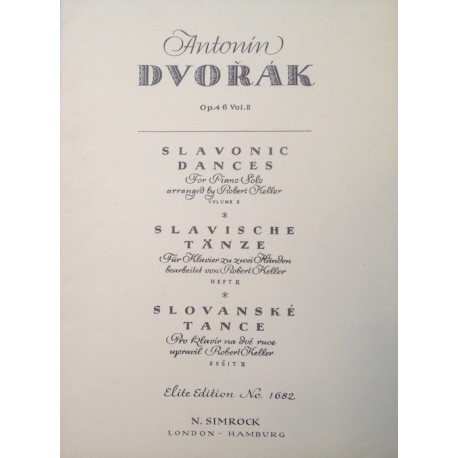 Antonín
DVOŘÁK
Op. 46 Vol. II
SLAVONIC
DANCES
For Piano Solo
arranged by Robert Keller
VOLUME II
*
SLAVISCHE
TÄNZE
Für Klavier zu zwei Händen
bearbeitet von Robert Keller
HEFT II
*
SLOVANSKÉ
TANCE
Pro klavír na dvě ruce
upravil Robert Keller
SEŠIT II
Elite Edition No. 1682
N. SIMROCK
LONDON – HAMBURG